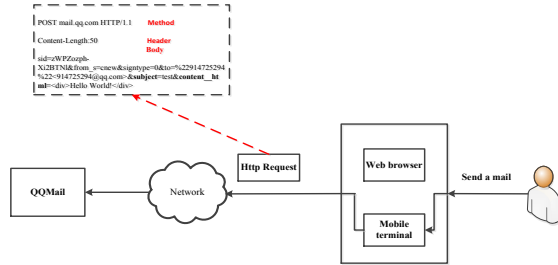 POST mail.qq.com HTTP/1.1 Method
Content-Length:50 Header
Body
sid=zWPZozph-
Xi2BTNl&from_s=cnew&signtype=0&to=%22914725294
%22<914725294@qq.com>&subject=test&content__ht
ml=<div>Hello World!</div>
Http Request
Web browser
Send a mail
QQMail
Network
Mobile
terminal